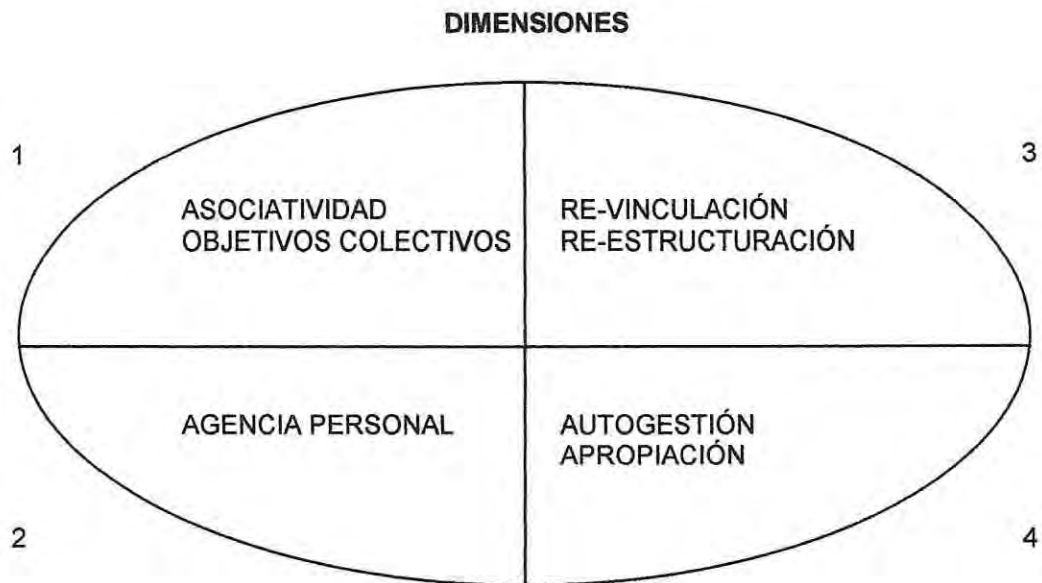 DIMENSIONES
1
3
ASOCIATIVIDAD
OBJETIVOS COLECTIVOS
RE-VINCULACIÓN
RE-ESTRUCTURACIÓN
AGENCIA PERSONAL
AUTOGESTIÓN
APROPIACIÓN
2
4